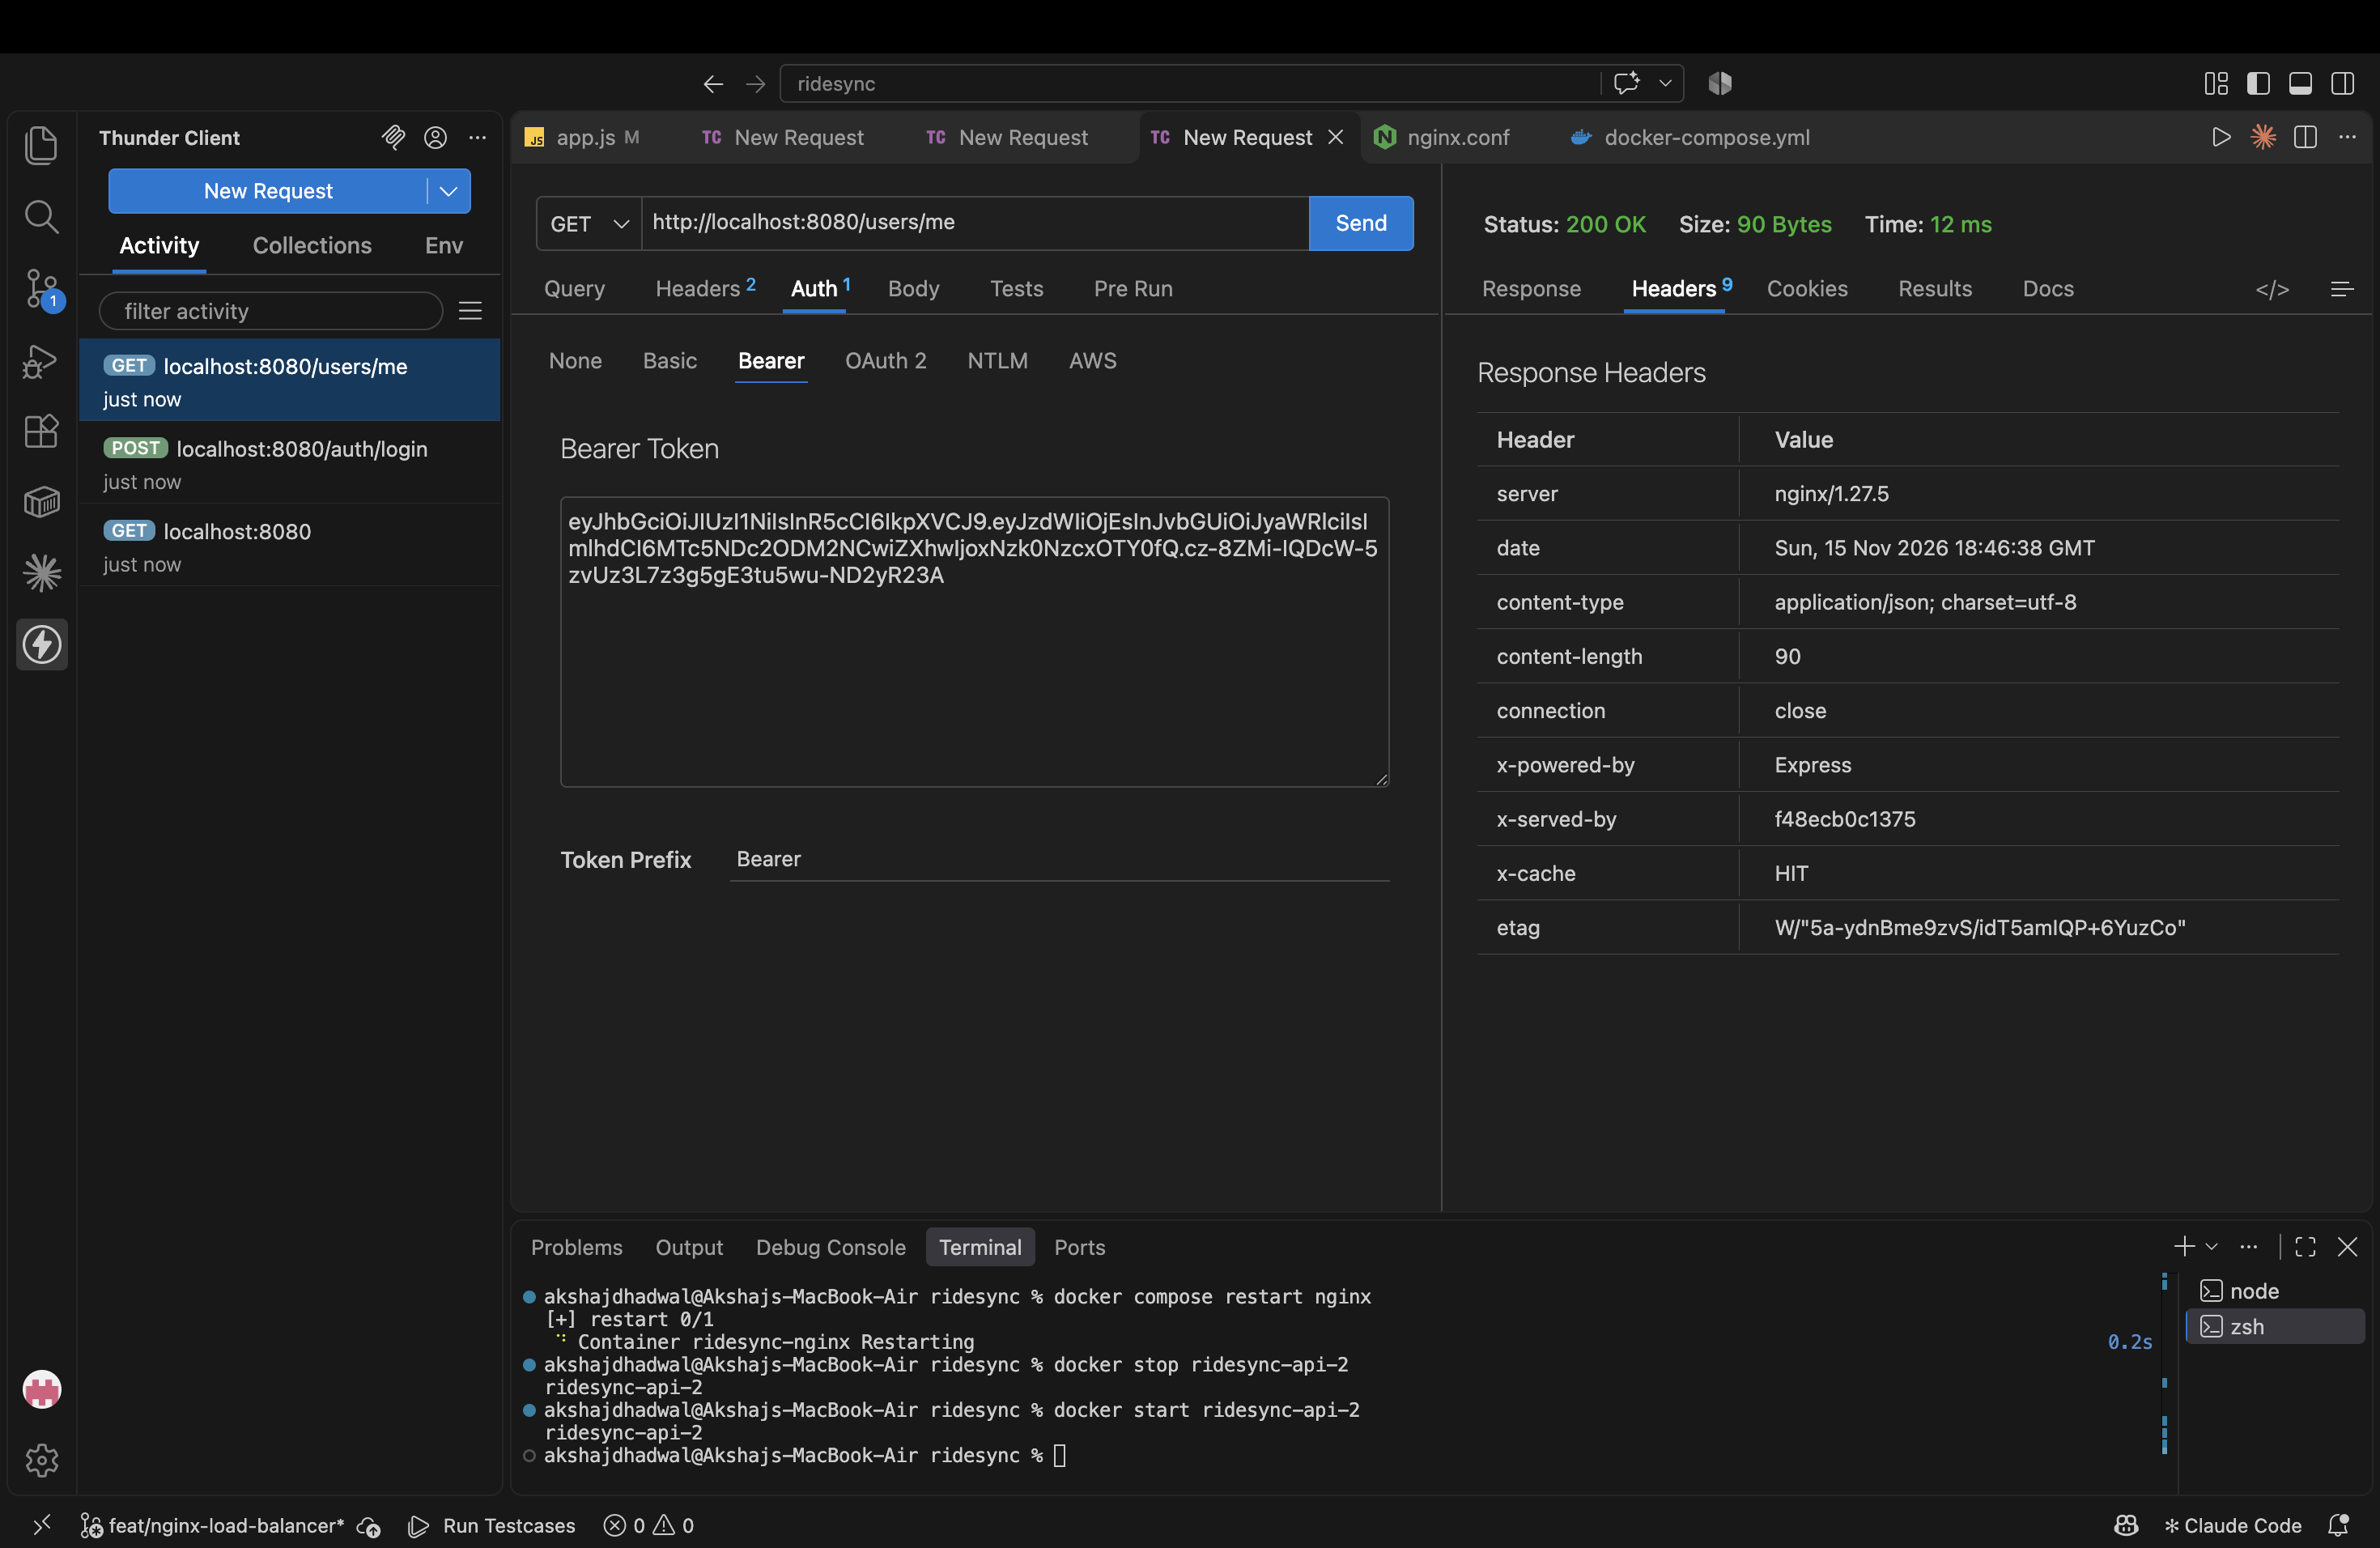 ridesync
Thunder Client
New Request
Activity Collections Env
filter activity
GET localhost:8080/users/me
just now
POST localhost:8080/auth/login
just now
GET localhost:8080
just now
1
JS app.js M
TC New Request
TC New Request
TC New Request
nginx.conf
docker-compose.yml
GET http://localhost:8080/users/me Send
Query Headers 2 Auth 1 Body Tests Pre Run
None Basic Bearer OAuth 2 NTLM AWS
Bearer Token
eyJhbGciOiJIUzI1NiIsInR5cCI6IkpXVCJ9.eyJzdWIiOjEsInJvbGUiOiJyaWRlciIsI
mlhdCI6MTc5NDc2ODM2NCwiZXhwIjoxNzk0NzcxOTY0fQ.cz-8ZMi-IQDcW-5
zvUz3L7z3g5gE3tu5wu-ND2yR23A
Token Prefix Bearer
Status: 200 OK Size: 90 Bytes Time: 12 ms
Response Headers 9 Cookies Results Docs </>
Response Headers
Header Value
server nginx/1.27.5
date Sun, 15 Nov 2026 18:46:38 GMT
content-type application/json; charset=utf-8
content-length 90
connection close
x-powered-by Express
x-served-by f48ecb0c1375
x-cache HIT
etag W/"5a-ydnBme9zvS/idT5amIQP+6YuzCo"
Problems Output Debug Console Terminal Ports
akshajdhadwal@Akshajs-MacBook-Air ridesync % docker compose restart nginx
[+] restart 0/1
Container ridesync-nginx Restarting 0.2s
akshajdhadwal@Akshajs-MacBook-Air ridesync % docker stop ridesync-api-2
ridesync-api-2
akshajdhadwal@Akshajs-MacBook-Air ridesync % docker start ridesync-api-2
ridesync-api-2
akshajdhadwal@Akshajs-MacBook-Air ridesync %
node
zsh
feat/nginx-load-balancer* Run Testcases 0 0
Claude Code